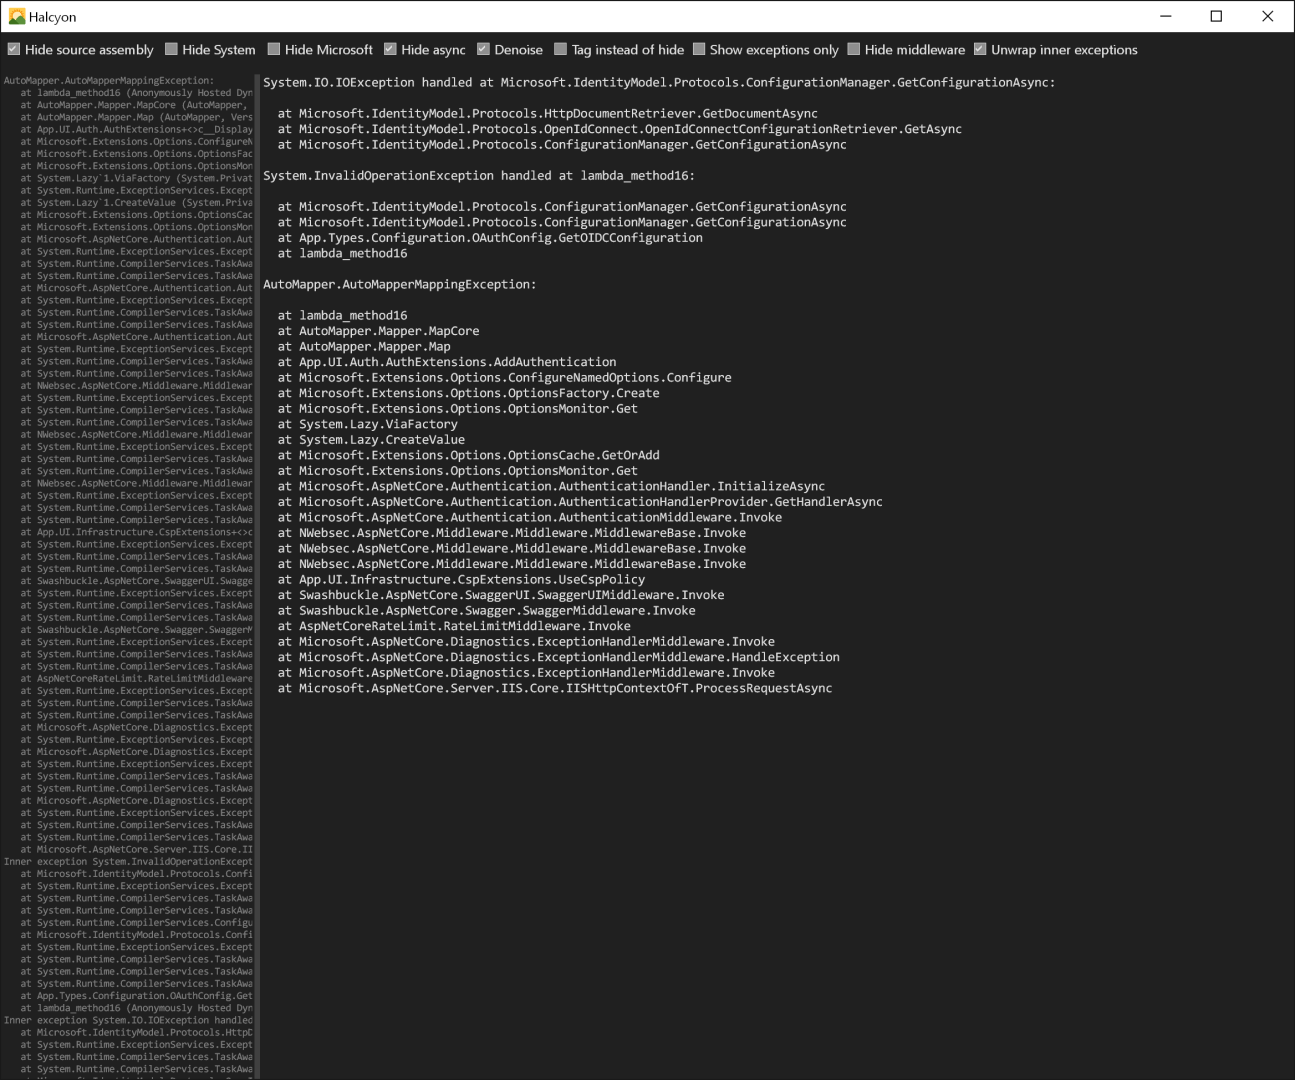 Halcyon
Hide source assembly Hide System Hide Microsoft Hide async Denoise Tag instead of hide Show exceptions only Hide middleware Unwrap inner exceptions
AutoMapper.AutoMapperMappingException:
at lambda_method16 (Anonymously Hosted Dyn
at AutoMapper.Mapper.MapCore (AutoMapper,
at AutoMapper.Mapper.Map (AutoMapper, Vers
at App.UI.Auth.AuthExtensions+<>c__Display
at Microsoft.Extensions.Options.ConfigureN
at Microsoft.Extensions.Options.OptionsFac
at Microsoft.Extensions.Options.OptionsMon
at System.Lazy`1.ViaFactory (System.Privat
at System.Runtime.ExceptionServices.Except
at System.Lazy`1.CreateValue (System.Priva
at Microsoft.Extensions.Options.OptionsCac
at Microsoft.Extensions.Options.OptionsMon
at Microsoft.AspNetCore.Authentication.Aut
at System.Runtime.ExceptionServices.Except
at System.Runtime.CompilerServices.TaskAwa
at System.Runtime.CompilerServices.TaskAwa
at Microsoft.AspNetCore.Authentication.Aut
at System.Runtime.ExceptionServices.Except
at System.Runtime.CompilerServices.TaskAwa
at System.Runtime.CompilerServices.TaskAwa
at Microsoft.AspNetCore.Authentication.Aut
at System.Runtime.ExceptionServices.Except
at System.Runtime.CompilerServices.TaskAwa
at System.Runtime.CompilerServices.TaskAwa
at NWebsec.AspNetCore.Middleware.Middlewar
at System.Runtime.ExceptionServices.Except
at System.Runtime.CompilerServices.TaskAwa
at System.Runtime.CompilerServices.TaskAwa
at NWebsec.AspNetCore.Middleware.Middlewar
at System.Runtime.ExceptionServices.Except
at System.Runtime.CompilerServices.TaskAwa
at System.Runtime.CompilerServices.TaskAwa
at NWebsec.AspNetCore.Middleware.Middlewar
at System.Runtime.ExceptionServices.Except
at System.Runtime.CompilerServices.TaskAwa
at System.Runtime.CompilerServices.TaskAwa
at App.UI.Infrastructure.CspExtensions+<>c
at System.Runtime.ExceptionServices.Except
at System.Runtime.CompilerServices.TaskAwa
at System.Runtime.CompilerServices.TaskAwa
at Swashbuckle.AspNetCore.SwaggerUI.Swagge
at System.Runtime.ExceptionServices.Except
at System.Runtime.CompilerServices.TaskAwa
at System.Runtime.CompilerServices.TaskAwa
at Swashbuckle.AspNetCore.Swagger.SwaggerM
at System.Runtime.ExceptionServices.Except
at System.Runtime.CompilerServices.TaskAwa
at System.Runtime.CompilerServices.TaskAwa
at AspNetCoreRateLimit.RateLimitMiddleware
at System.Runtime.ExceptionServices.Except
at System.Runtime.CompilerServices.TaskAwa
at System.Runtime.CompilerServices.TaskAwa
at Microsoft.AspNetCore.Diagnostics.Except
at System.Runtime.ExceptionServices.Except
at Microsoft.AspNetCore.Diagnostics.Except
at System.Runtime.ExceptionServices.Except
at System.Runtime.CompilerServices.TaskAwa
at System.Runtime.CompilerServices.TaskAwa
at Microsoft.AspNetCore.Diagnostics.Except
at System.Runtime.ExceptionServices.Except
at System.Runtime.CompilerServices.TaskAwa
at System.Runtime.CompilerServices.TaskAwa
at Microsoft.AspNetCore.Server.IIS.Core.II
Inner exception System.InvalidOperationExcept
at Microsoft.IdentityModel.Protocols.Confi
at System.Runtime.ExceptionServices.Except
at System.Runtime.CompilerServices.TaskAwa
at System.Runtime.CompilerServices.TaskAwa
at System.Runtime.CompilerServices.Configu
at Microsoft.IdentityModel.Protocols.Confi
at System.Runtime.ExceptionServices.Except
at System.Runtime.CompilerServices.TaskAwa
at System.Runtime.CompilerServices.TaskAwa
at System.Runtime.CompilerServices.TaskAwa
at App.Types.Configuration.OAuthConfig.Get
at lambda_method16 (Anonymously Hosted Dyn
Inner exception System.IO.IOException handled
at Microsoft.IdentityModel.Protocols.HttpD
at System.Runtime.ExceptionServices.Except
at System.Runtime.CompilerServices.TaskAwa
at System.Runtime.CompilerServices.TaskAwa
System.IO.IOException handled at Microsoft.IdentityModel.Protocols.ConfigurationManager.GetConfigurationAsync:
at Microsoft.IdentityModel.Protocols.HttpDocumentRetriever.GetDocumentAsync
at Microsoft.IdentityModel.Protocols.OpenIdConnect.OpenIdConnectConfigurationRetriever.GetAsync
at Microsoft.IdentityModel.Protocols.ConfigurationManager.GetConfigurationAsync
System.InvalidOperationException handled at lambda_method16:
at Microsoft.IdentityModel.Protocols.ConfigurationManager.GetConfigurationAsync
at Microsoft.IdentityModel.Protocols.ConfigurationManager.GetConfigurationAsync
at App.Types.Configuration.OAuthConfig.GetOIDCConfiguration
at lambda_method16
AutoMapper.AutoMapperMappingException:
at lambda_method16
at AutoMapper.Mapper.MapCore
at AutoMapper.Mapper.Map
at App.UI.Auth.AuthExtensions.AddAuthentication
at Microsoft.Extensions.Options.ConfigureNamedOptions.Configure
at Microsoft.Extensions.Options.OptionsFactory.Create
at Microsoft.Extensions.Options.OptionsMonitor.Get
at System.Lazy.ViaFactory
at System.Lazy.CreateValue
at Microsoft.Extensions.Options.OptionsCache.GetOrAdd
at Microsoft.Extensions.Options.OptionsMonitor.Get
at Microsoft.AspNetCore.Authentication.AuthenticationHandler.InitializeAsync
at Microsoft.AspNetCore.Authentication.AuthenticationHandlerProvider.GetHandlerAsync
at Microsoft.AspNetCore.Authentication.AuthenticationMiddleware.Invoke
at NWebsec.AspNetCore.Middleware.Middleware.MiddlewareBase.Invoke
at NWebsec.AspNetCore.Middleware.Middleware.MiddlewareBase.Invoke
at NWebsec.AspNetCore.Middleware.Middleware.MiddlewareBase.Invoke
at App.UI.Infrastructure.CspExtensions.UseCspPolicy
at Swashbuckle.AspNetCore.SwaggerUI.SwaggerUIMiddleware.Invoke
at Swashbuckle.AspNetCore.Swagger.SwaggerMiddleware.Invoke
at AspNetCoreRateLimit.RateLimitMiddleware.Invoke
at Microsoft.AspNetCore.Diagnostics.ExceptionHandlerMiddleware.Invoke
at Microsoft.AspNetCore.Diagnostics.ExceptionHandlerMiddleware.HandleException
at Microsoft.AspNetCore.Diagnostics.ExceptionHandlerMiddleware.Invoke
at Microsoft.AspNetCore.Server.IIS.Core.IISHttpContextOfT.ProcessRequestAsync